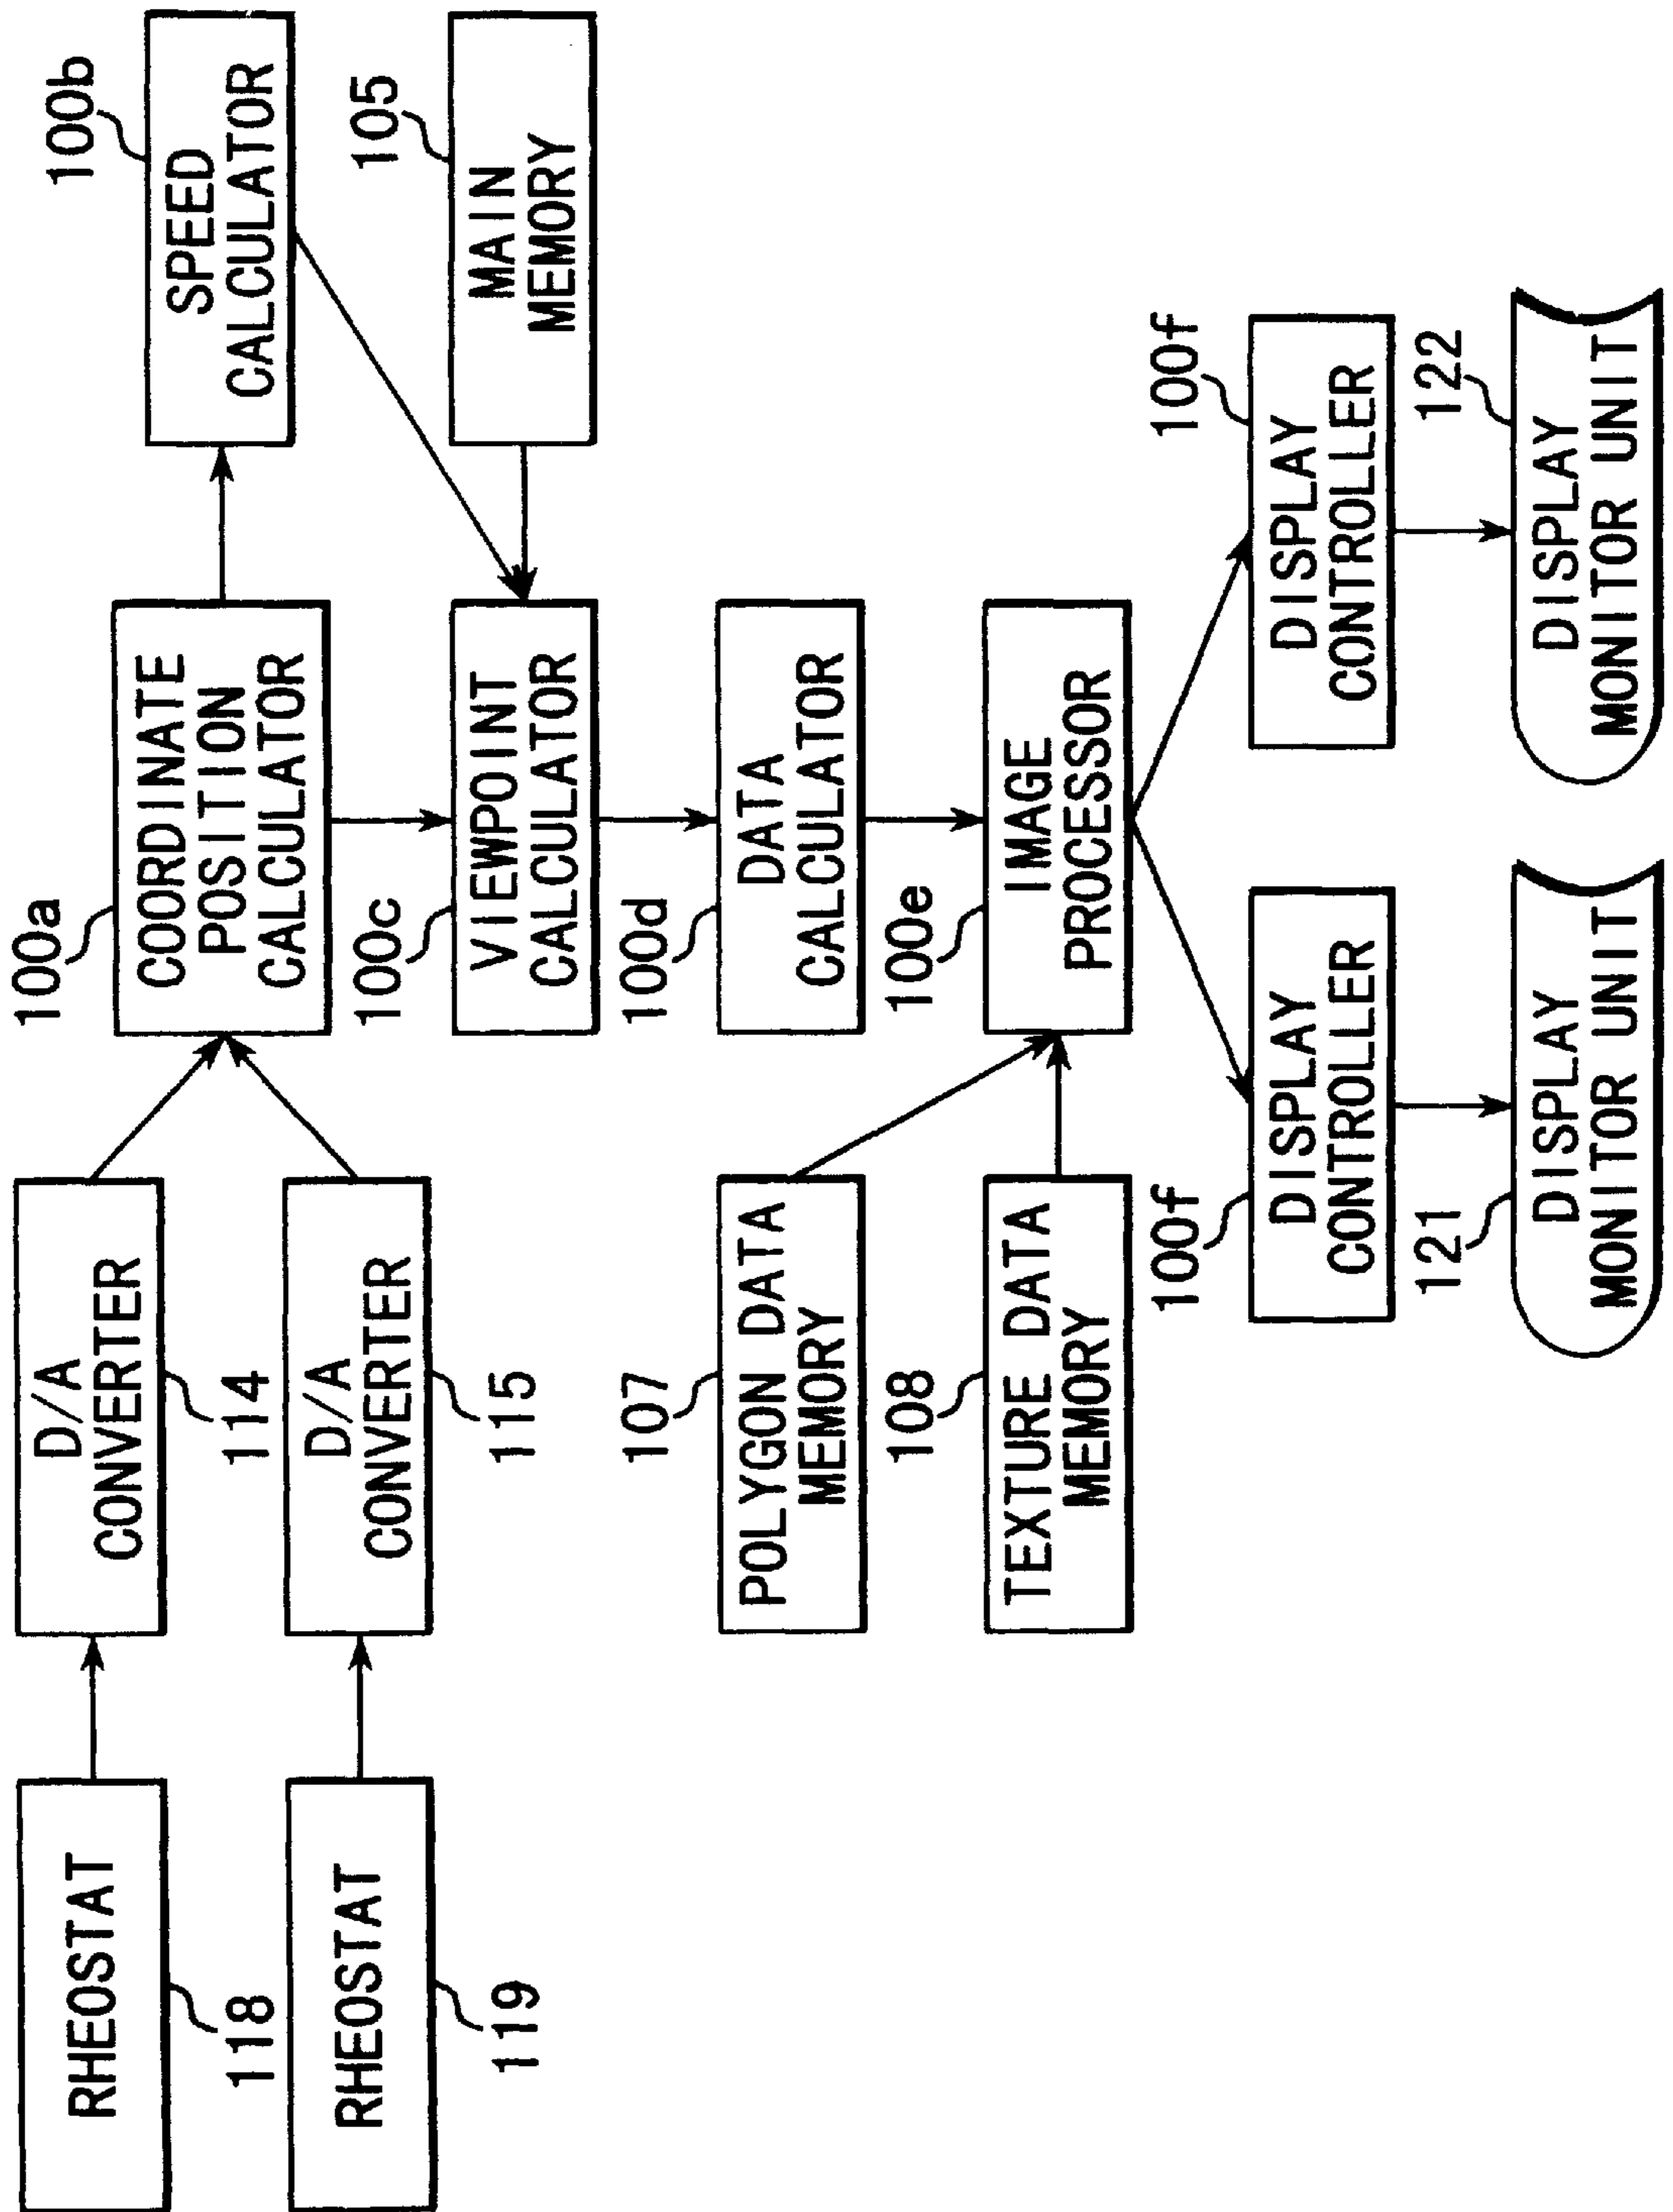 RHEOSTAT
118
D/A
CONVERTER
114
100a
COORDINATE
POSITION
CALCULATOR
100b
SPEED
CALCULATOR
RHEOSTAT
119
D/A
CONVERTER
115
100c
VIEWPOINT
CALCULATOR
105
MAIN
MEMORY
107
POLYGON DATA
MEMORY
100d
DATA
CALCULATOR
108
TEXTURE DATA
MEMORY
100e
IMAGE
PROCESSOR
100f
DISPLAY
CONTROLLER
100f
DISPLAY
CONTROLLER
121
DISPLAY
MONITOR UNIT
122
DISPLAY
MONITOR UNIT